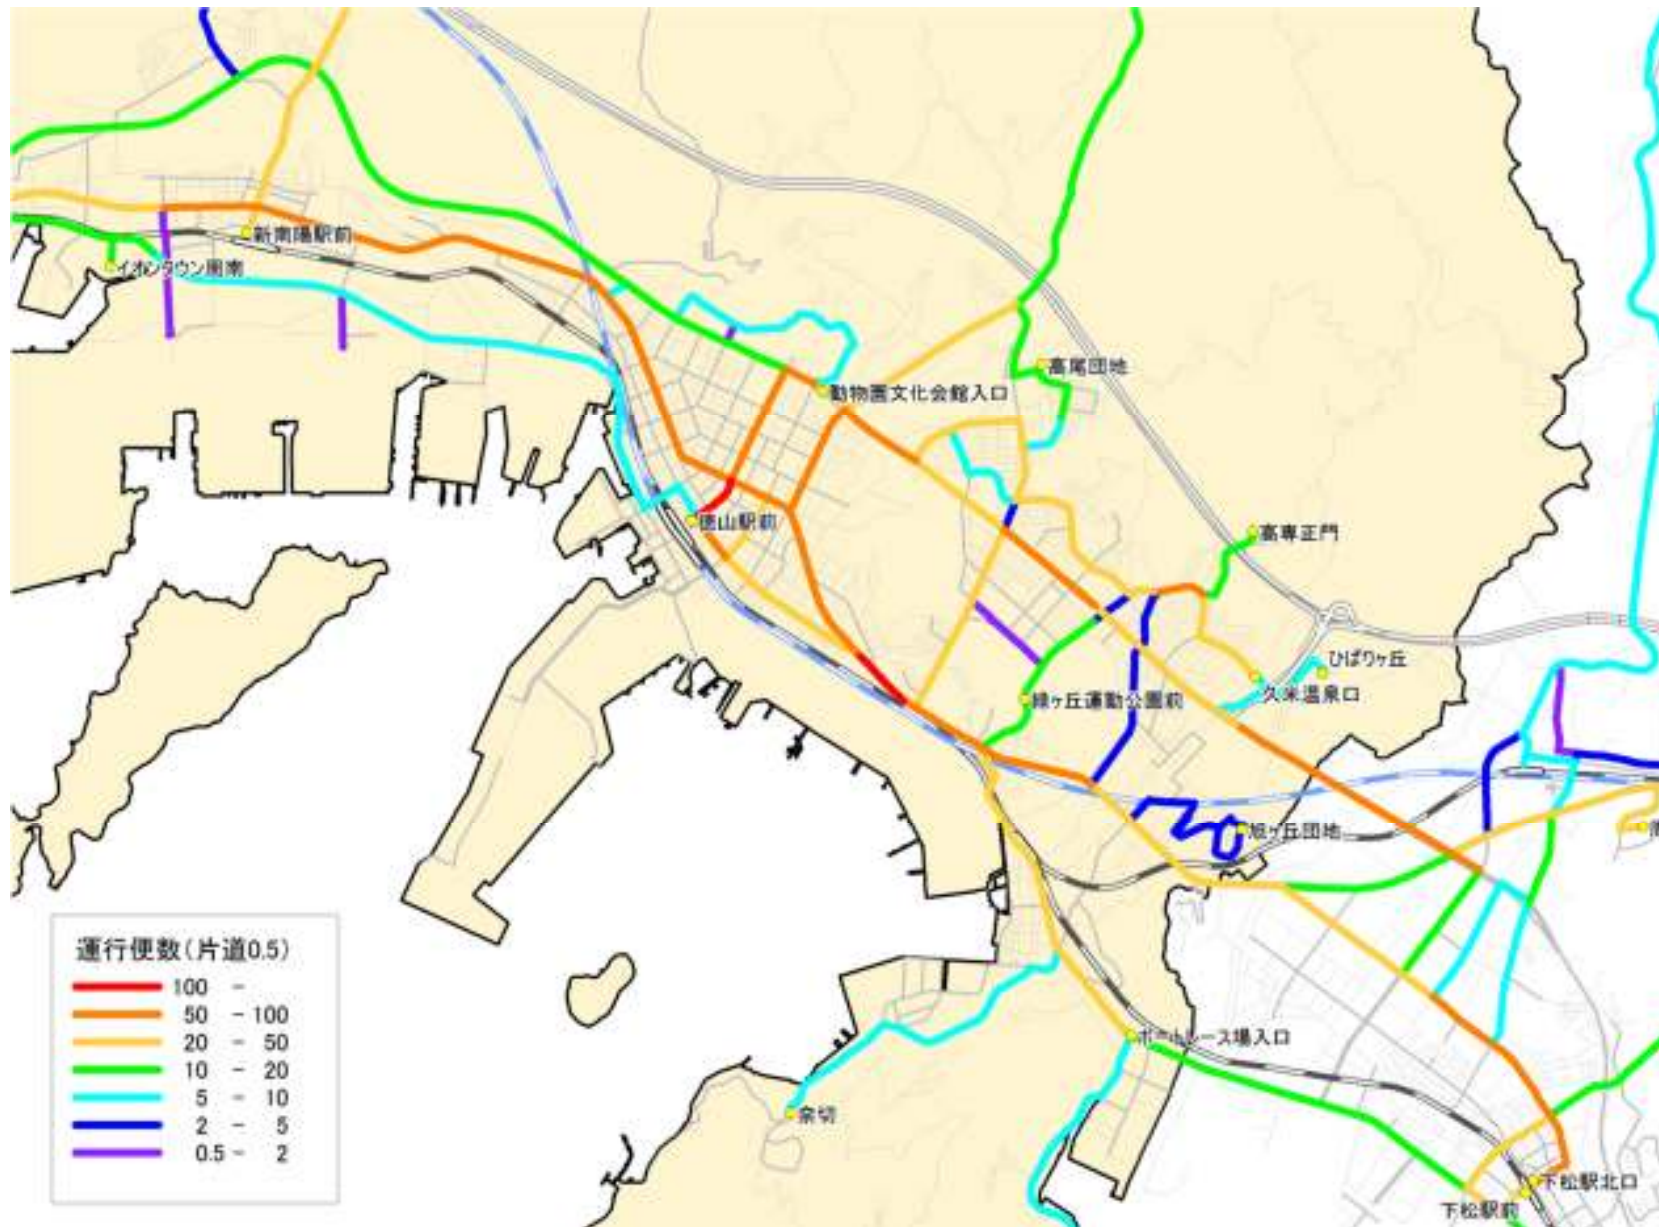 新南陽駅前
イオンタウン周南
高尾団地
動物園文化会館入口
徳山駅前
高専正門
ひばりヶ丘
久米温泉口
緑ヶ丘運動公園前
旭ヶ丘団地
ボートレース場入口
奈切
下松駅北口
下松駅前
運行便数(片道0.5)
100 -
50 - 100
20 - 50
10 - 20
5 - 10
2 - 5
0.5 - 2